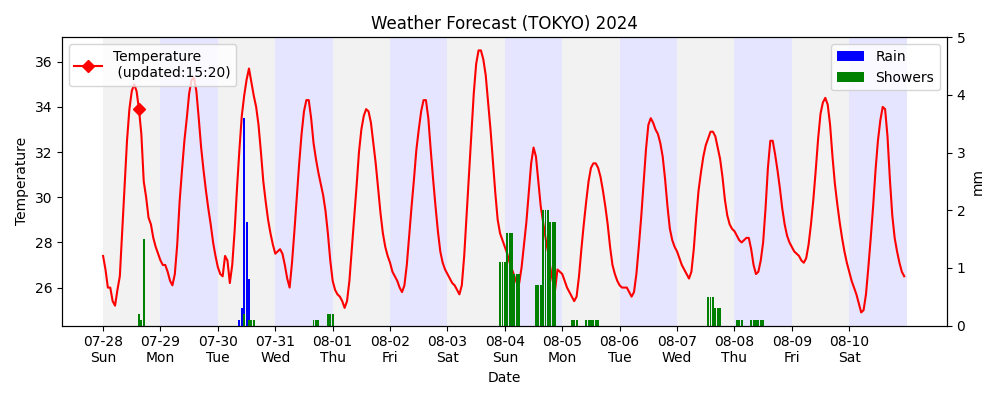 Weather Forecast (TOKYO) 2024
Temperature
(updated:15:20)
Rain
Showers
Temperature
36
34
32
30
28
26
mm
5
4
3
2
1
0
07-28 07-29 07-30 07-31 08-01 08-02 08-03 08-04 08-05 08-06 08-07 08-08 08-09 08-10
Sun Mon Tue Wed Thu Fri Sat Sun Mon Tue Wed Thu Fri Sat
Date